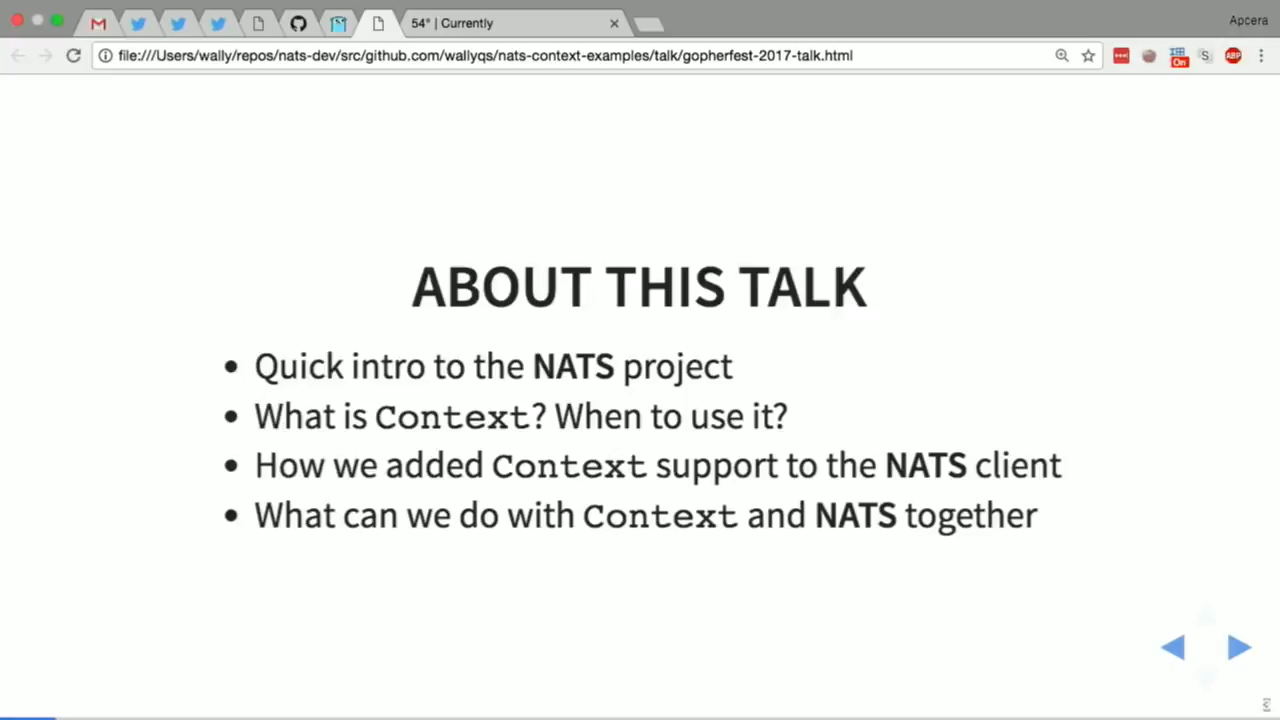 54° | Currently
Apcera
file:///Users/wally/repos/nats-dev/src/github.com/wallyqs/nats-context-examples/talk/gopherfest-2017-talk.html
On
S
ABP
ABOUT THIS TALK
• Quick intro to the NATS project
• What is Context? When to use it?
• How we added Context support to the NATS client
• What can we do with Context and NATS together